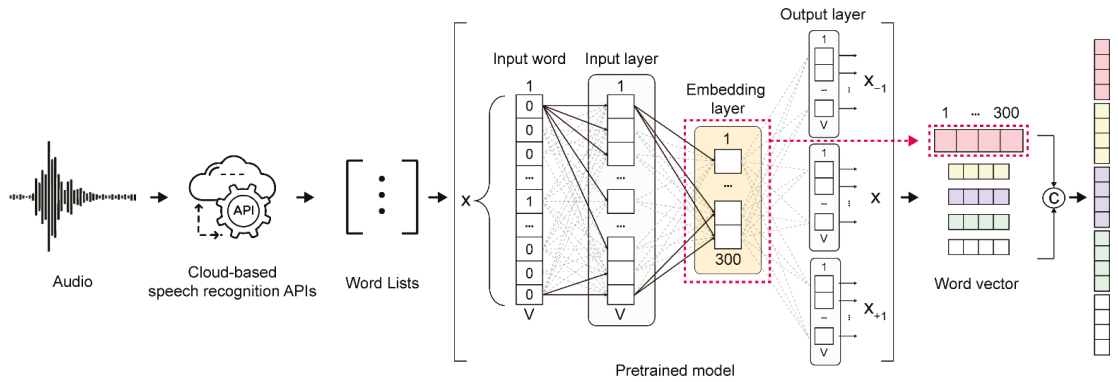 Audio
API
Cloud-based
speech recognition APIs
[ ⋮ ]
Word Lists
x
Input word
1
0
0
0
...
1
...
0
0
0
V
Input layer
1
...
...
V
Embedding
layer
1
...
300
Output layer
1
...
V
⋮
X-1
1
...
V
⋮
X
1
...
V
⋮
X+1
Pretrained model
1 ... 300
Word vector
C